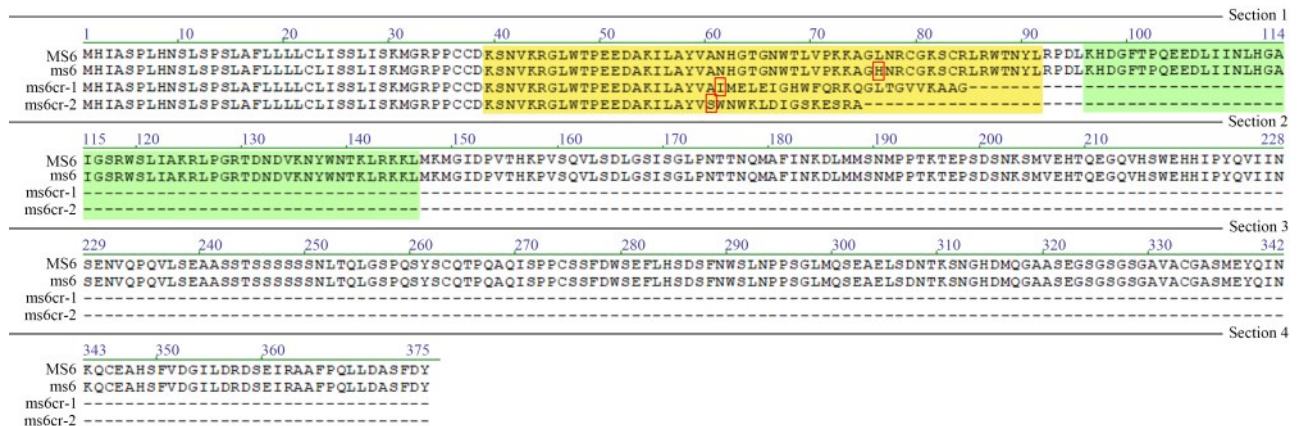 Section 1
1 10 20 30 40 50 60 70 80 90 100 114
MS6 MHIASPLHNSLSPSLAFLLLLCLISSLISKMGRPPCCDKSNVKRGLWTPEEDAKILAYVANHGTGNWTLVPKKAGLNRCGKSCRLRWTNYLRPDLKHDGFTPQEEDLIINLHGA
ms6 MHIASPLHNSLSPSLAFLLLLCLISSLISKMGRPPCCDKSNVKRGLWTPEEDAKILAYVANHGTGNWTLVPKKAGHNRCGKSCRLRWTNYLRPDLKHDGFTPQEEDLIINLHGA
ms6cr-1 MHIASPLHNSLSPSLAFLLLLCLISSLISKMGRPPCCDKSNVKRGLWTPEEDAKILAYVAIMELEIGHWFQRKQGLTGVVKAAG------------------------------
ms6cr-2 MHIASPLHNSLSPSLAFLLLLCLISSLISKMGRPPCCDKSNVKRGLWTPEEDAKILAYVSWNWKLDIGSKESRA----------------------------------------
Section 2
115 120 130 140 150 160 170 180 190 200 210 228
MS6 IGSRWSLIAKRLPGRTDNDVKNYWNTKLRKKLMKMGIDPVTHKPVSQVLSDLGSISGLPNTTNQMAFINKDLMMSNMPPTKTEPSDSNKSMVEHTQEGQVHSWEHHIPYQVIIN
ms6 IGSRWSLIAKRLPGRTDNDVKNYWNTKLRKKLMKMGIDPVTHKPVSQVLSDLGSISGLPNTTNQMAFINKDLMMSNMPPTKTEPSDSNKSMVEHTQEGQVHSWEHHIPYQVIIN
ms6cr-1 ------------------------------------------------------------------------------------------------------------------
ms6cr-2 ------------------------------------------------------------------------------------------------------------------
Section 3
229 240 250 260 270 280 290 300 310 320 330 342
MS6 SENVQPQVLSEAASSTSSSSSSNLTQLGSPQSYSCQTPQAQISPPCSSFDWSEFLHSDSFNWSLNPPSGLMQSEAELSDNTKSNGHDMQGAASEGSGSGSGAVACGASMEYQIN
ms6 SENVQPQVLSEAASSTSSSSSSNLTQLGSPQSYSCQTPQAQISPPCSSFDWSEFLHSDSFNWSLNPPSGLMQSEAELSDNTKSNGHDMQGAASEGSGSGSGAVACGASMEYQIN
ms6cr-1 ------------------------------------------------------------------------------------------------------------------
ms6cr-2 ------------------------------------------------------------------------------------------------------------------
Section 4
343 350 360 375
MS6 KQCEAHSFVDGILDRDSEIRAAFPQLLDASFDY
ms6 KQCEAHSFVDGILDRDSEIRAAFPQLLDASFDY
ms6cr-1 ---------------------------------
ms6cr-2 ---------------------------------